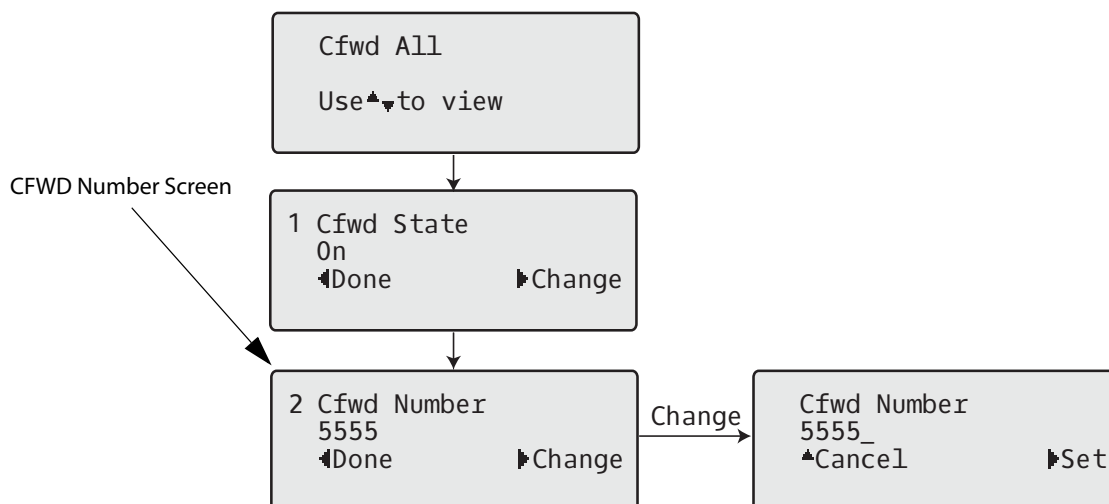 Cfwd All
Use▲▼to view
CFWD Number Screen
1 Cfwd State
On
◀Done ▶Change
2 Cfwd Number
5555
◀Done ▶Change
Change
Cfwd Number
5555_
▲Cancel ▶Set